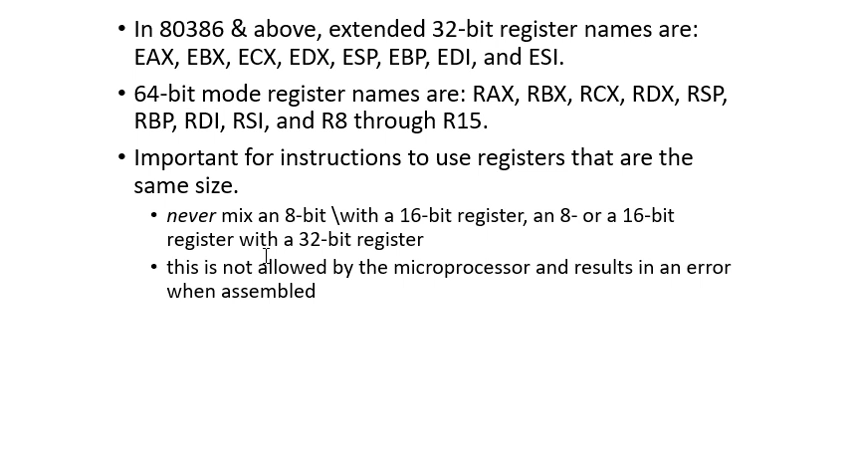 • In 80386 & above, extended 32-bit register names are:
EAX, EBX, ECX, EDX, ESP, EBP, EDI, and ESI.
• 64-bit mode register names are: RAX, RBX, RCX, RDX, RSP,
RBP, RDI, RSI, and R8 through R15.
• Important for instructions to use registers that are the
same size.
• never mix an 8-bit \with a 16-bit register, an 8- or a 16-bit
register with a 32-bit register
• this is not allowed by the microprocessor and results in an error
when assembled